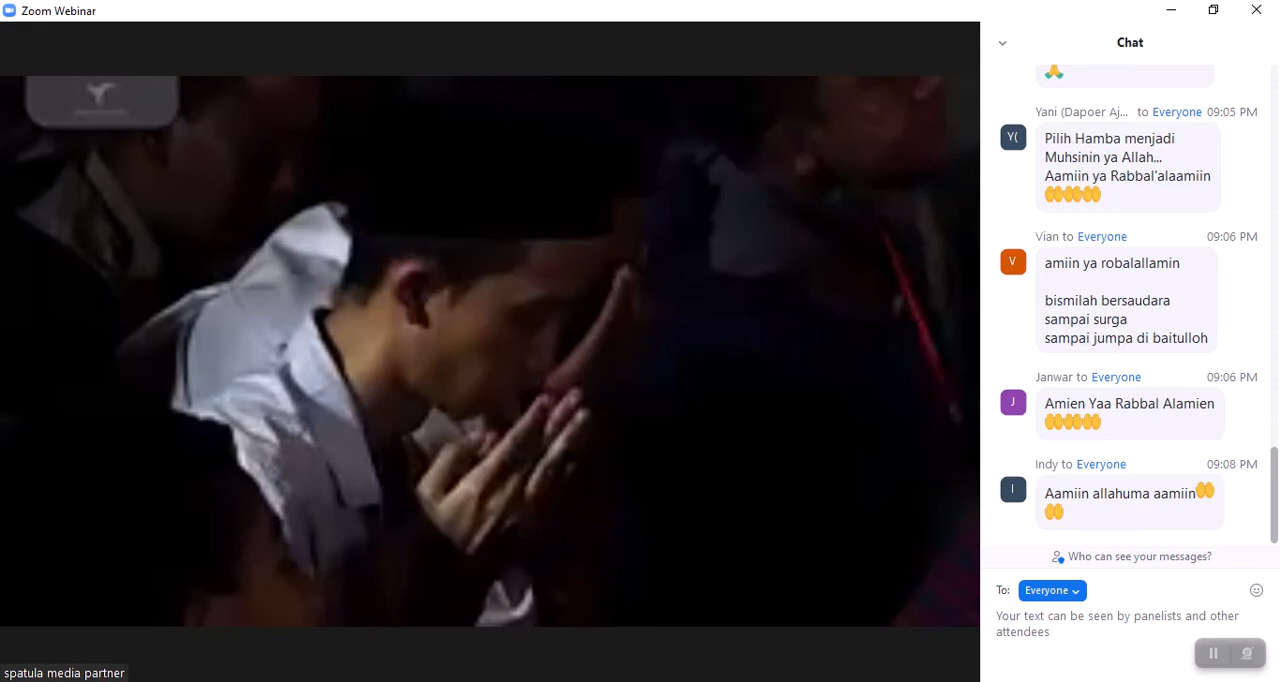 Zoom Webinar
Chat
Yani (Dapoer Aj... to Everyone 09:05 PM
Y(
Pilih Hamba menjadi
Muhsinin ya Allah...
Aamiin ya Rabbal'alaamiin
🤲🤲🤲
Vian to Everyone 09:06 PM
V
amiin ya robalallamin
bismilah bersaudara
sampai surga
sampai jumpa di baitulloh
Janwar to Everyone 09:06 PM
J
Amien Yaa Rabbal Alamien
🤲🤲🤲
Indy to Everyone 09:08 PM
I
Aamiin allahuma aamiin🤲
🤲
Who can see your messages?
To: Everyone
Your text can be seen by panelists and other
attendees
spatula media partner